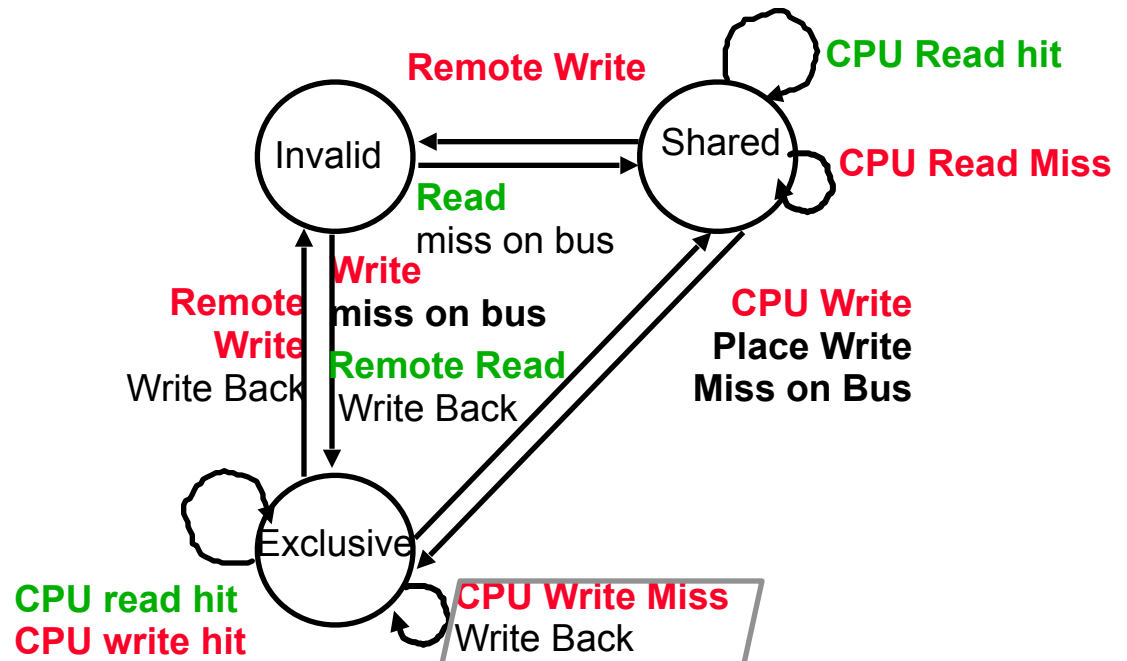 Remote Write
CPU Read hit
Invalid
Shared
CPU Read Miss
Read
miss on bus
Write
miss on bus
Remote
Write
Write Back
Remote Read
Write Back
CPU Write
Place Write
Miss on Bus
Exclusive
CPU read hit
CPU write hit
CPU Write Miss
Write Back